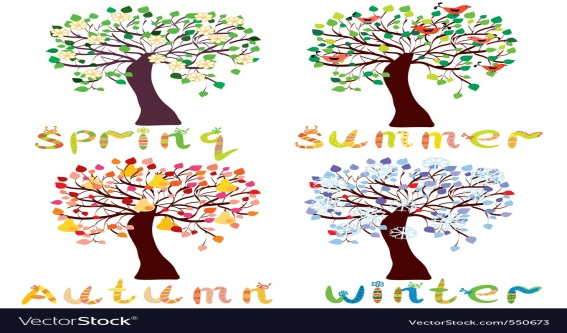 Spring
Summer
Autumn
Winter
VectorStock®
VectorStock.com/550673